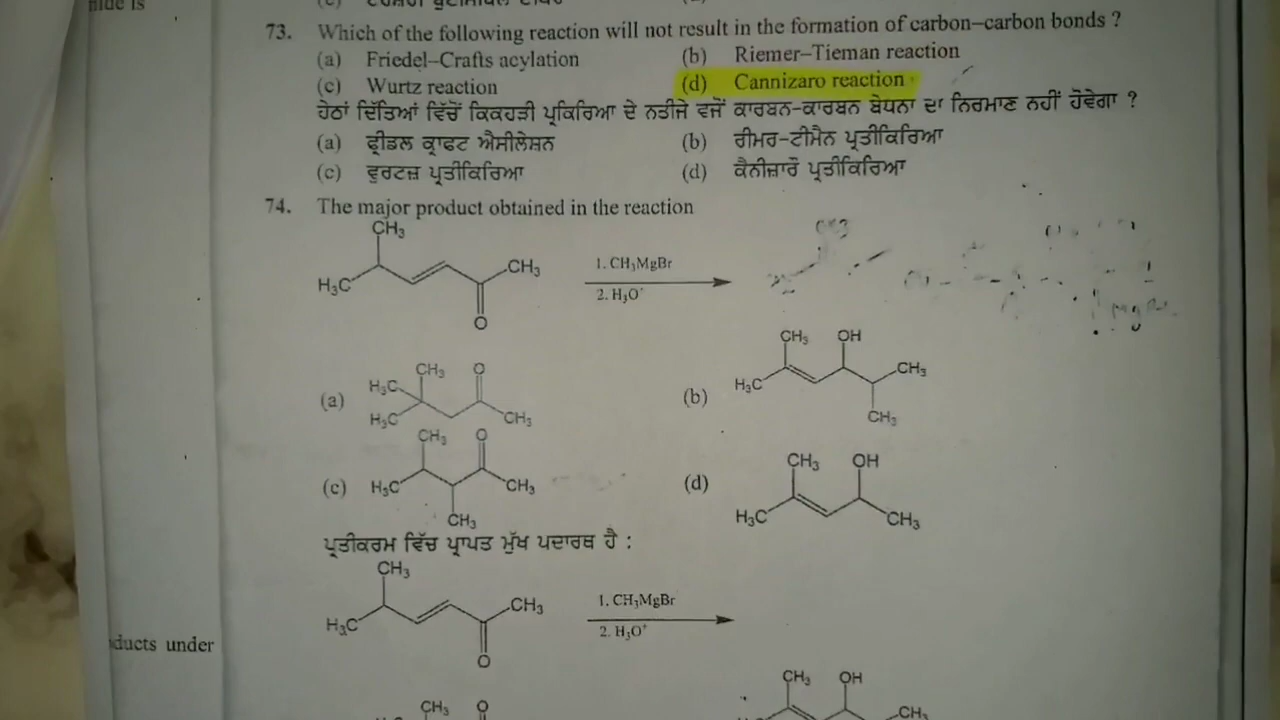 73. Which of the following reaction will not result in the formation of carbon–carbon bonds ?
(a) Friedel–Crafts acylation (b) Riemer–Tieman reaction
(c) Wurtz reaction (d) Cannizaro reaction
ਹੇਠਾਂ ਦਿੱਤਿਆਂ ਵਿੱਚੋਂ ਕਿਕਹੜੀ ਪ੍ਰਕਿਰਿਆ ਦੇ ਨਤੀਜੇ ਵਜੋਂ ਕਾਰਬਨ-ਕਾਰਬਨ ਬੇਧਨਾਂ ਦਾ ਨਿਰਮਾਣ ਨਹੀਂ ਹੋਵੇਗਾ ?
(a) ਫ੍ਰੀਡਲ ਕ੍ਰਾਫਟ ਐਸੀਲੇਸ਼ਨ (b) ਰੀਮਰ-ਟੀਮੈਨ ਪ੍ਰਤੀਕਿਰਿਆ
(c) ਵੁਰਟਜ਼ ਪ੍ਰਤੀਕਿਰਿਆ (d) ਕੈਨੀਜ਼ਾਰੌ ਪ੍ਰਤੀਕਿਰਿਆ
74. The major product obtained in the reaction
CH₃
H₃C CH₃ O
1. CH₃MgBr
2. H₃O⁺
(a) H₃C CH₃ O H₃C CH₃
(b) CH₃ OH H₃C CH₃ CH₃
(c) CH₃ O H₃C CH₃ CH₃
(d) CH₃ OH H₃C CH₃
ਪ੍ਰਤੀਕਰਮ ਵਿੱਚ ਪ੍ਰਾਪਤ ਮੁੱਖ ਪਦਾਰਥ ਹੈ :
CH₃
H₃C CH₃ O
1. CH₃MgBr
2. H₃O⁺
CH₃ O CH₃ OH
CH₃
ducts under